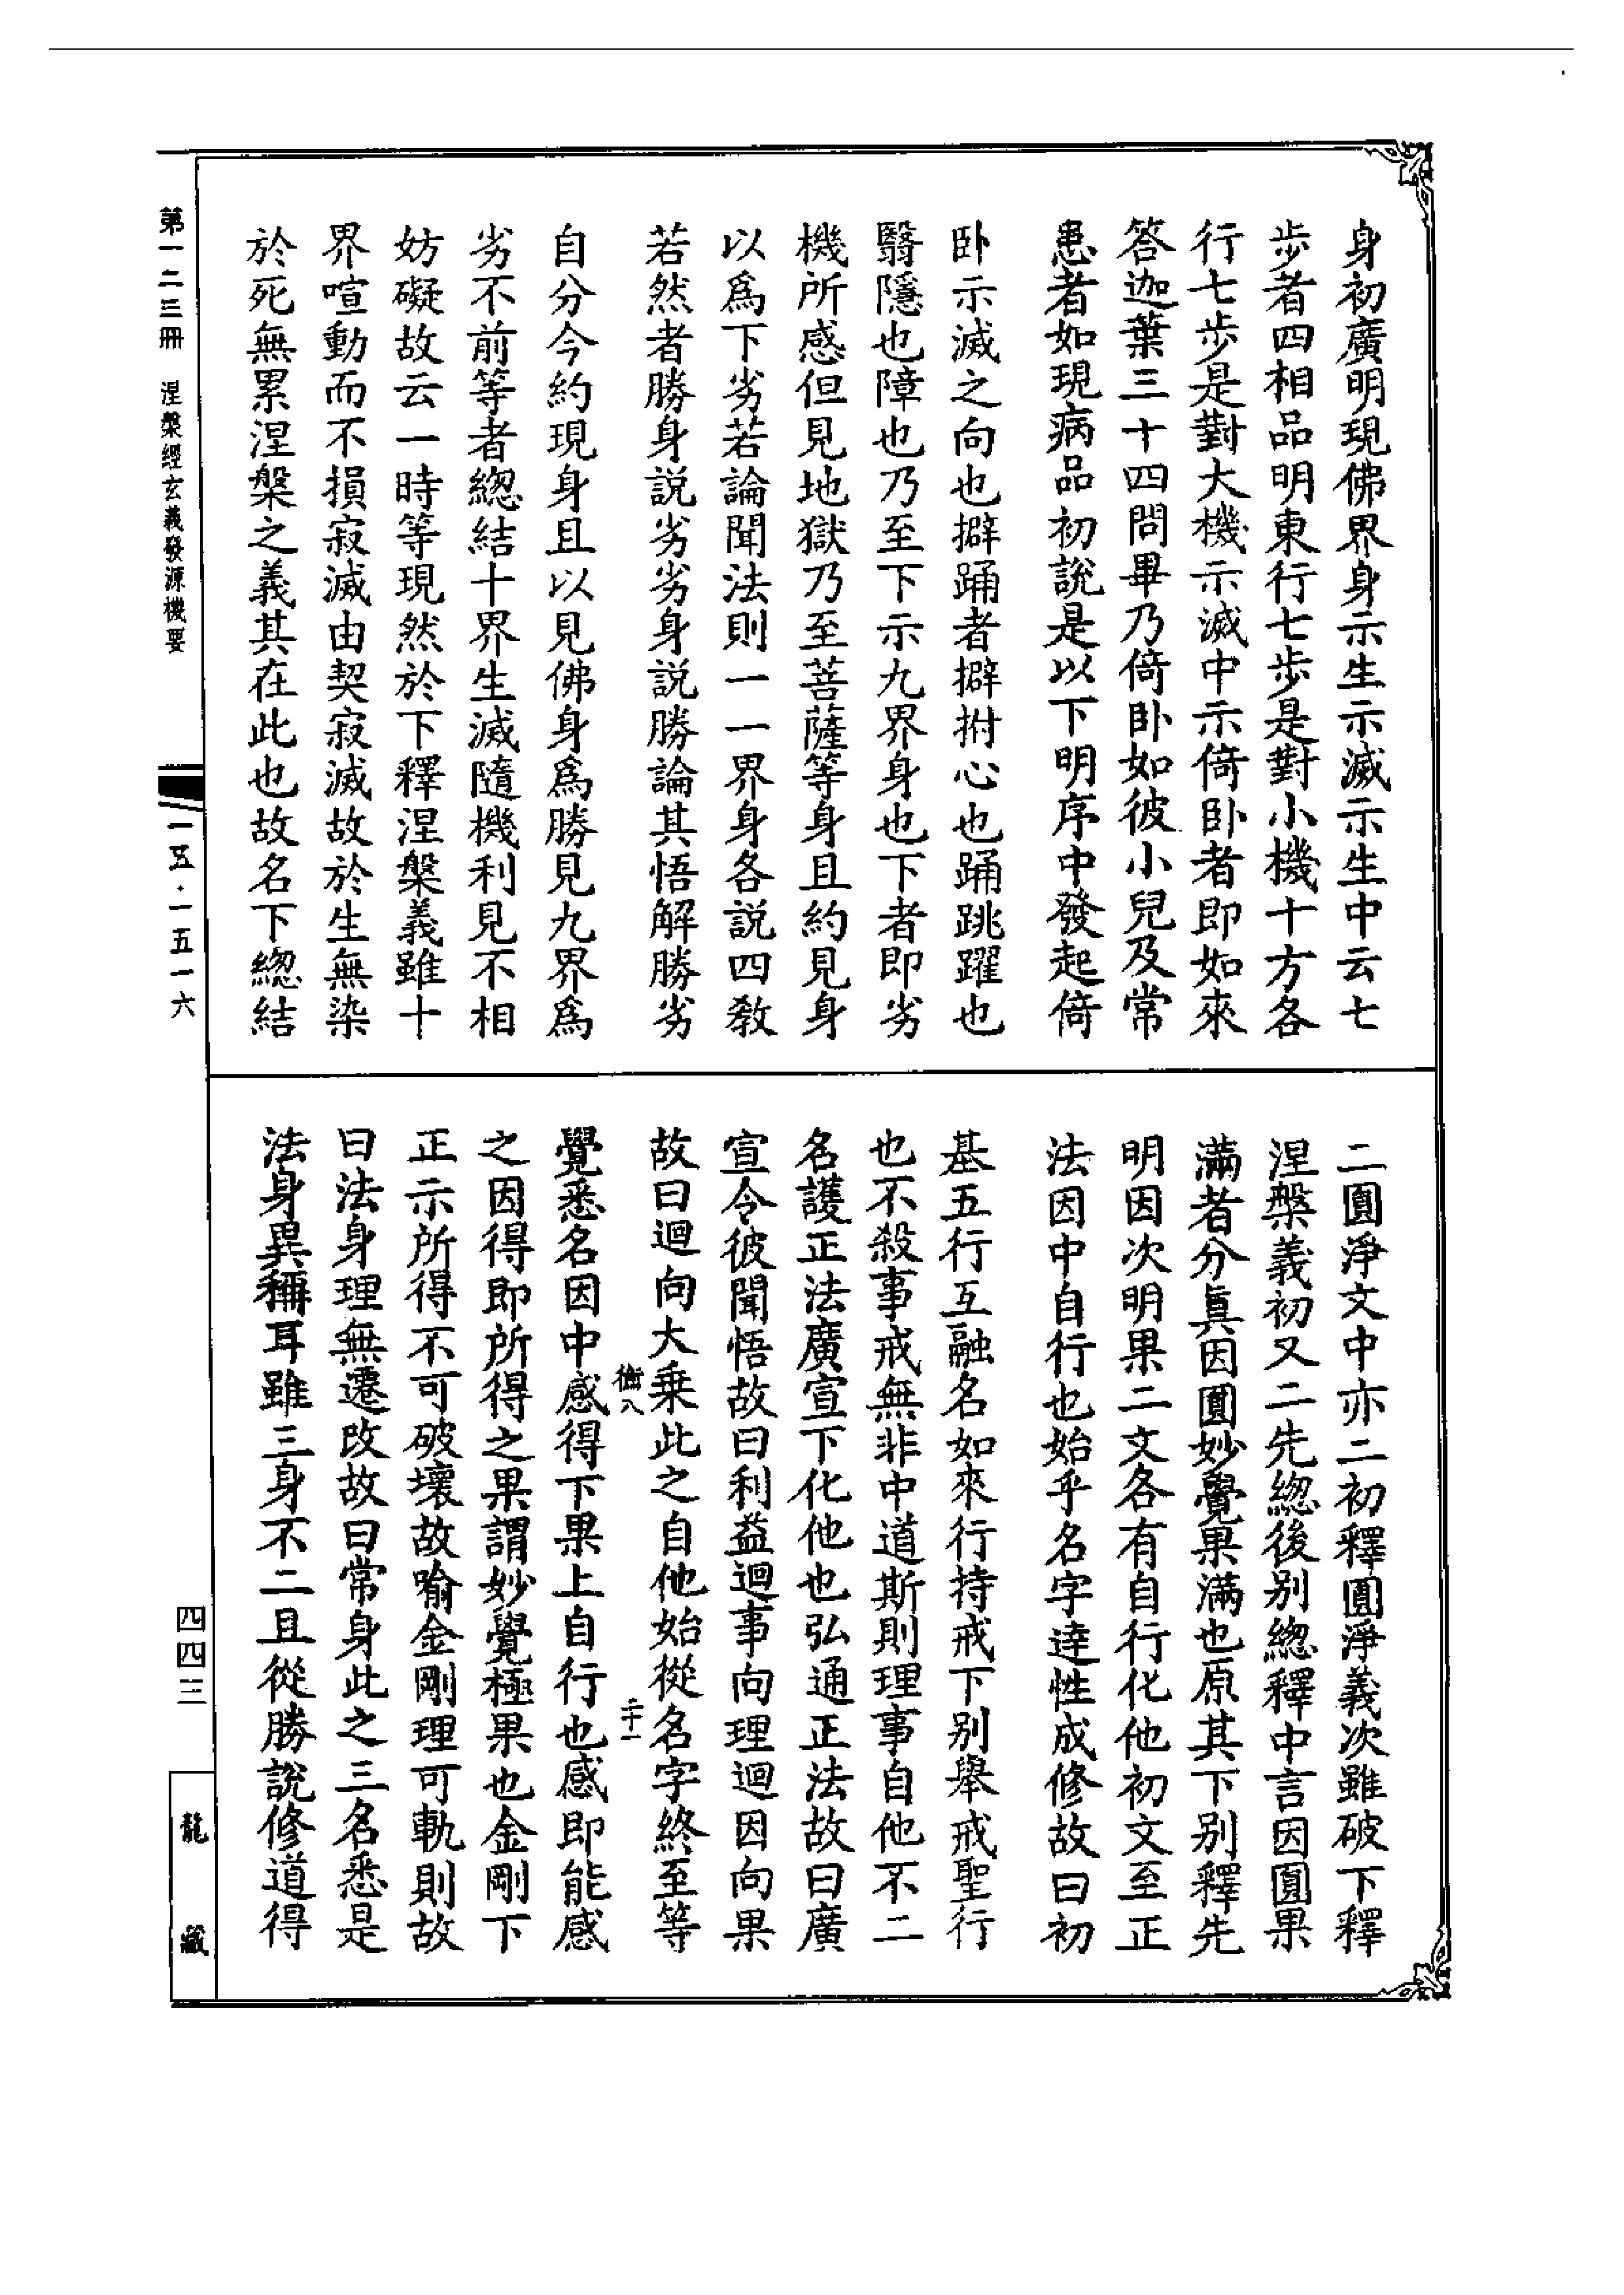 身初廣明現佛界身示生示滅示生中云七
步者四相品明東行七步是對小機十方各
行七步是對大機示滅中示倚卧者即如來
答迦葉三十四問畢乃倚卧如彼小兒及常
患者如現病品初說是以下明序中發起倚
卧示滅之向也擗踊者擗拊心也踊跳躍也
翳隱也障也乃至下示九界身也下者即劣
機所感但見地獄乃至菩薩等身且約見身
以爲下劣若論聞法則一一界身各説四教
若然者勝身説劣劣身説勝論其悟解勝劣
自分今約現身且以見佛身爲勝見九界爲
劣不前等者緫結十界生滅隨機利見不相
妨礙故云一時等現然於下釋涅槃義雖十
界喧動而不損寂滅由契寂滅故於生無染
於死無累涅槃之義其在此也故名下緫結
二圓淨文中亦二初釋圓淨義次雖破下釋
涅槃義初又二先緫後別緫釋中言因圓果
滿者分眞因圓妙覺果滿也原其下別釋先
明因次明果二文各有自行化他初文至正
法因中自行也始乎名字達性成修故曰初
基五行互融名如來行持戒下別舉戒聖行
也不殺事戒無非中道斯則理事自他不二
名護正法廣宣下化他也弘通正法故曰廣
宣令彼聞悟故曰利益迴事向理迴因向果
故曰迴向大乗此之自他始從名字終至等
衡八 二十一
覺悉名因中感得下果上自行也感即能感
之因得即所得之果謂妙覺極果也金剛下
正示所得不可破壞故喻金剛理可軌則故
曰法身理無遷改故曰常身此之三名悉是
法身異稱耳雖三身不二且從勝說修道得
第一二三冊 涅槃經玄義發源機要
一五·一五一六
四四三
龍藏